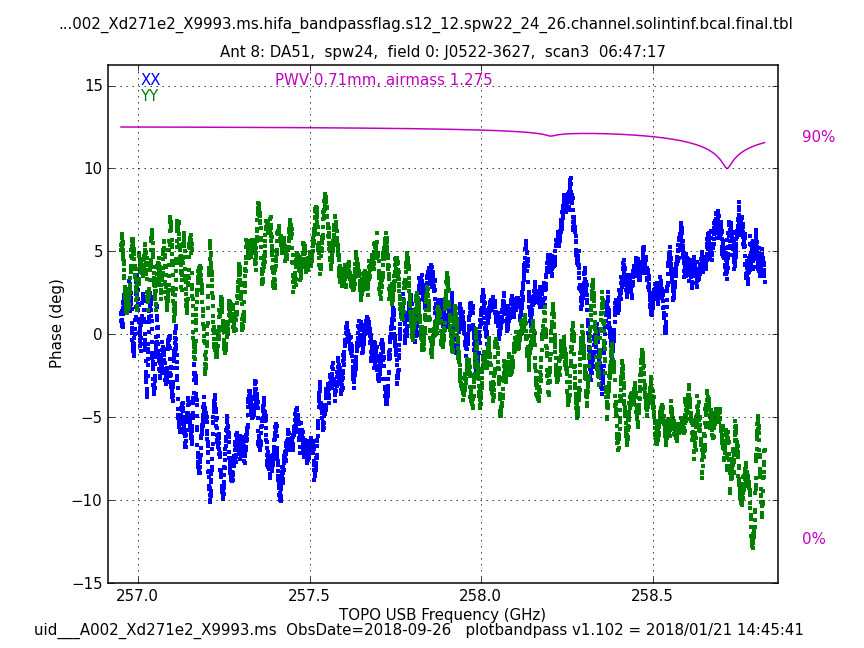 ...002_Xd271e2_X9993.ms.hifa_bandpassflag.s12_12.spw22_24_26.channel.solintinf.bcal.final.tbl
Ant 8: DA51,  spw24,  field 0: J0522-3627,  scan3  06:47:17
XX
PWV 0.71mm, airmass 1.275
YY
15
10
5
0
−5
−10
−15
Phase (deg)
90%
0%
257.0
257.5
258.0
258.5
TOPO USB Frequency (GHz)
uid___A002_Xd271e2_X9993.ms  ObsDate=2018-09-26   plotbandpass v1.102 = 2018/01/21 14:45:41